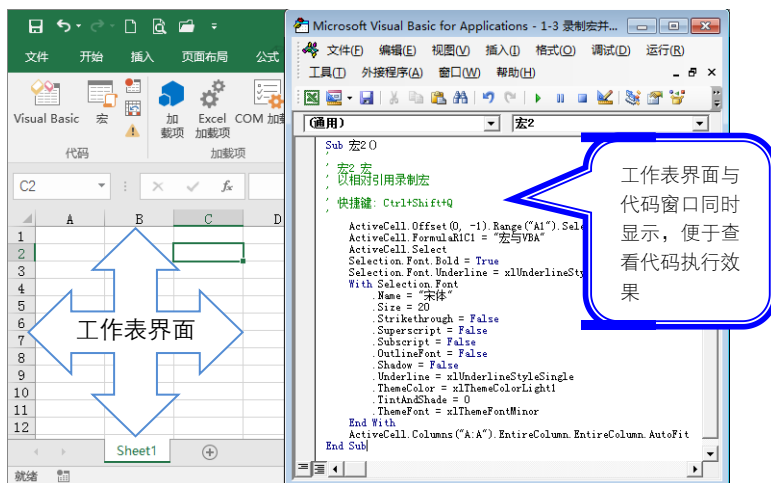 文件 开始 插入 页面布局 公式
Visual Basic 宏 加载项 Excel 加载项 COM 加载
代码 加载项
C2 fx
A B C D
1
2
3
4
5
6
7
8
9
10
11
12
工作表界面
Sheet1
就绪
Microsoft Visual Basic for Applications - 1-3 录制宏并...
文件(F) 编辑(E) 视图(V) 插入(I) 格式(O) 调试(D) 运行(R)
工具(T) 外接程序(A) 窗口(W) 帮助(H)
(通用) 宏2
Sub 宏2()
'
' 宏2 宏
' 以相对引用录制宏
'
' 快捷键: Ctrl+Shift+Q
'
ActiveCell.Offset(0, -1).Range("A1").Sele
ActiveCell.FormulaR1C1 = "宏与VBA"
ActiveCell.Select
Selection.Font.Bold = True
Selection.Font.Underline = xlUnderlineSty
With Selection.Font
.Name = "宋体"
.Size = 20
.Strikethrough = False
.Superscript = False
.Subscript = False
.OutlineFont = False
.Shadow = False
.Underline = xlUnderlineStyleSingle
.ThemeColor = xlThemeColorLight1
.TintAndShade = 0
.ThemeFont = xlThemeFontMinor
End With
ActiveCell.Columns("A:A").EntireColumn.EntireColumn.AutoFit
End Sub
工作表界面与
代码窗口同时
显示，便于查
看代码执行效
果